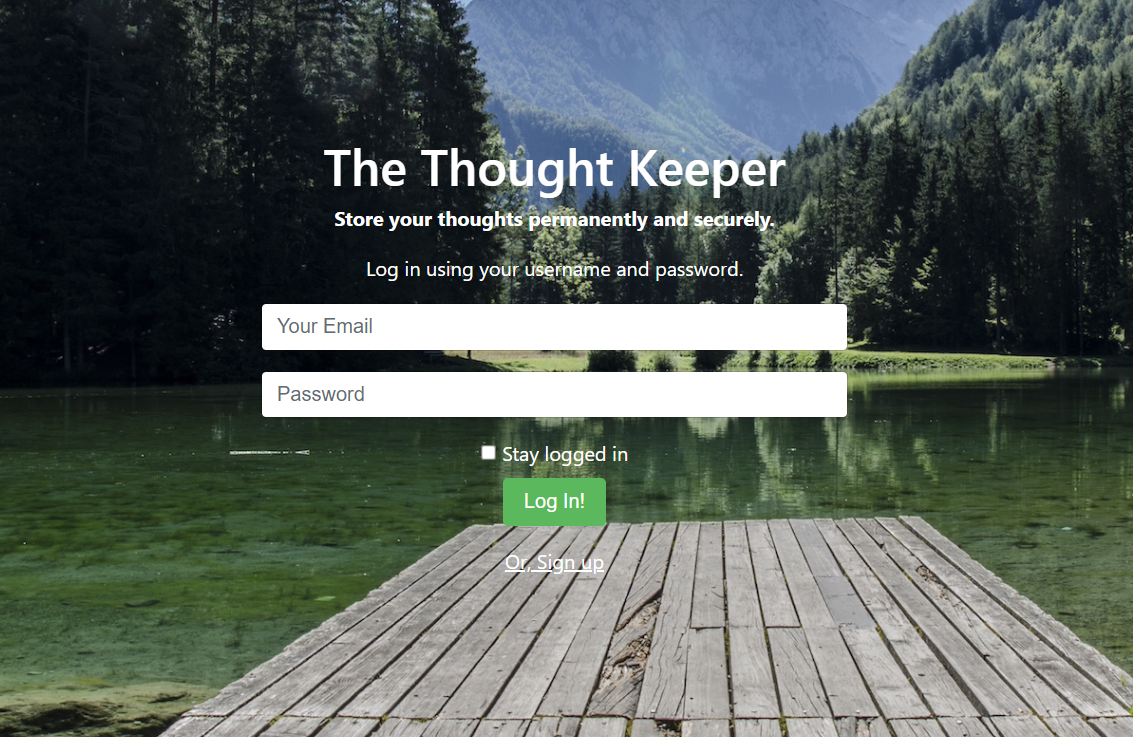 The Thought Keeper
Store your thoughts permanently and securely.
Log in using your username and password.
Your Email
Password
Stay logged in
Log In!
Or, Sign up